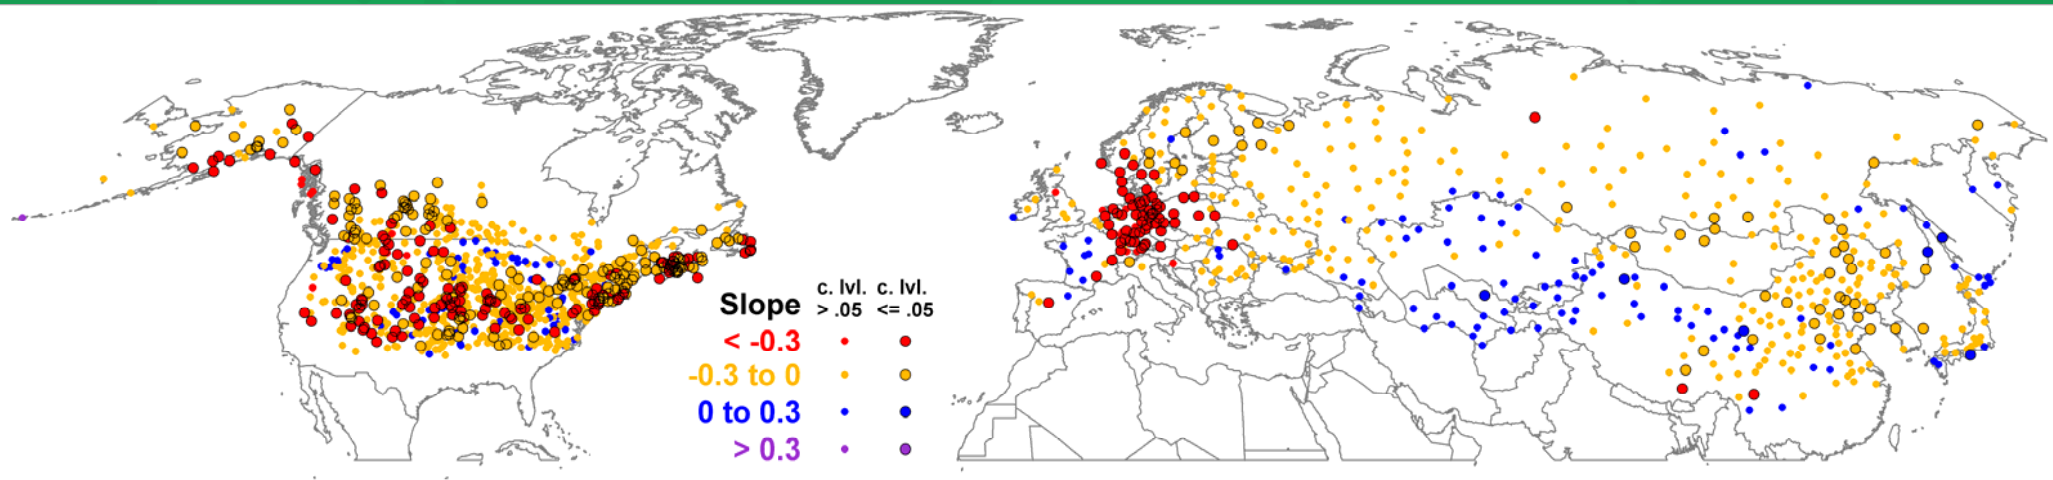 Slope c. lvl. c. lvl.
> .05 <= .05
< -0.3
-0.3 to 0
0 to 0.3
> 0.3